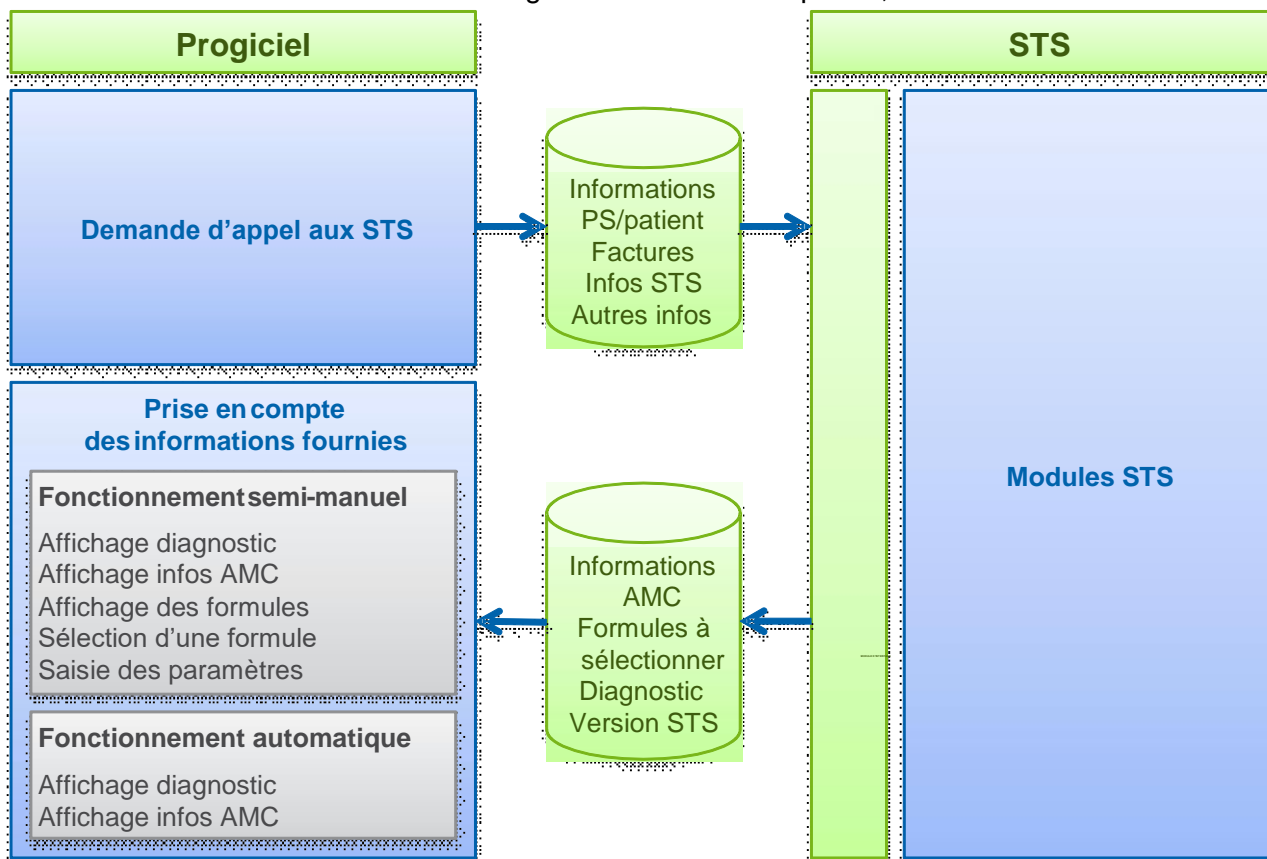 Progiciel
STS
Demande d'appel aux STS
Informations
PS/patient
Factures
Infos STS
Autres infos
Prise en compte
des informations fournies
Fonctionnement semi-manuel
Affichage diagnostic
Affichage infos AMC
Affichage des formules
Sélection d'une formule
Saisie des paramètres
Fonctionnement automatique
Affichage diagnostic
Affichage infos AMC
Informations
AMC
Formules à
sélectionner
Diagnostic
Version STS
Modules STS